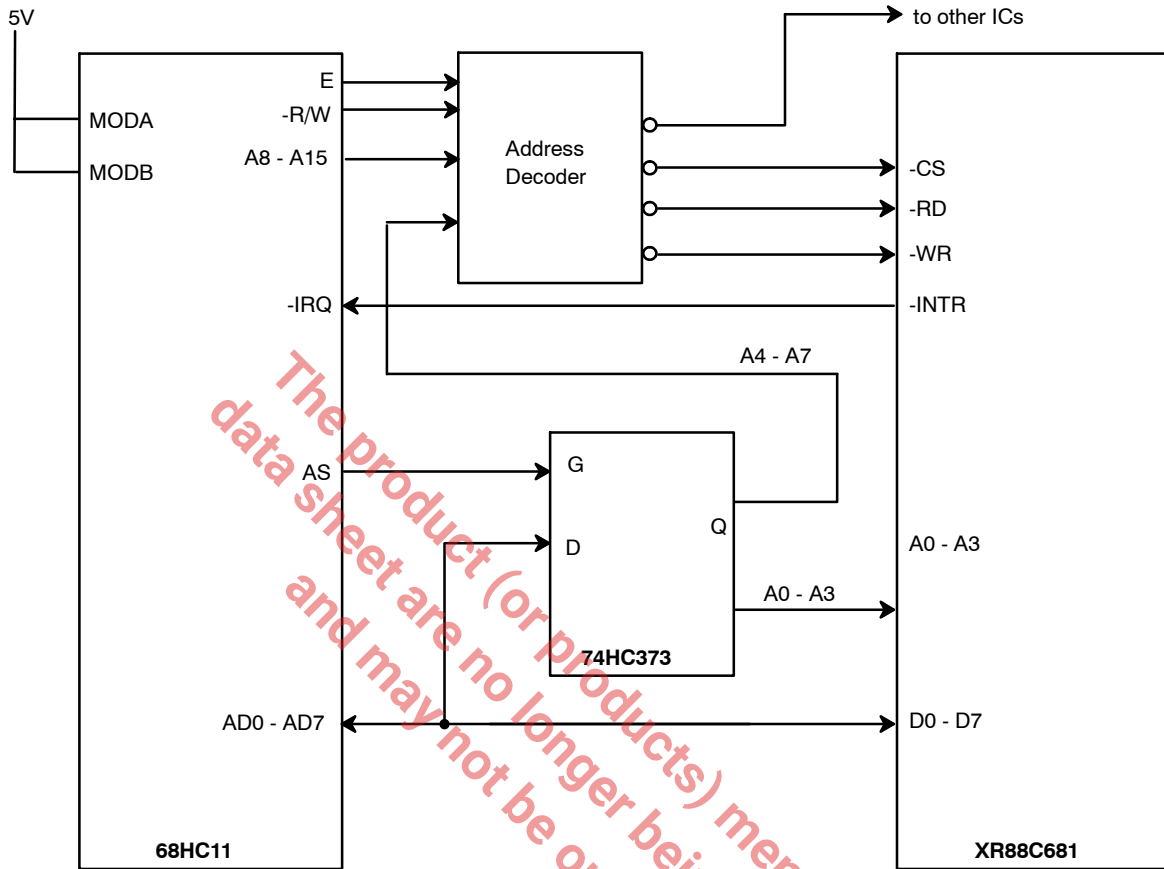 5V
to other ICs
E
-R/W
A8 - A15
MODA
MODB
Address
Decoder
-CS
-RD
-WR
-IRQ
-INTR
A4 - A7
AS
G
D
Q
A0 - A3
A0 - A3
74HC373
AD0 - AD7
D0 - D7
68HC11
XR88C681
The product (or products) men
data sheet are no longer bei
and may not be o